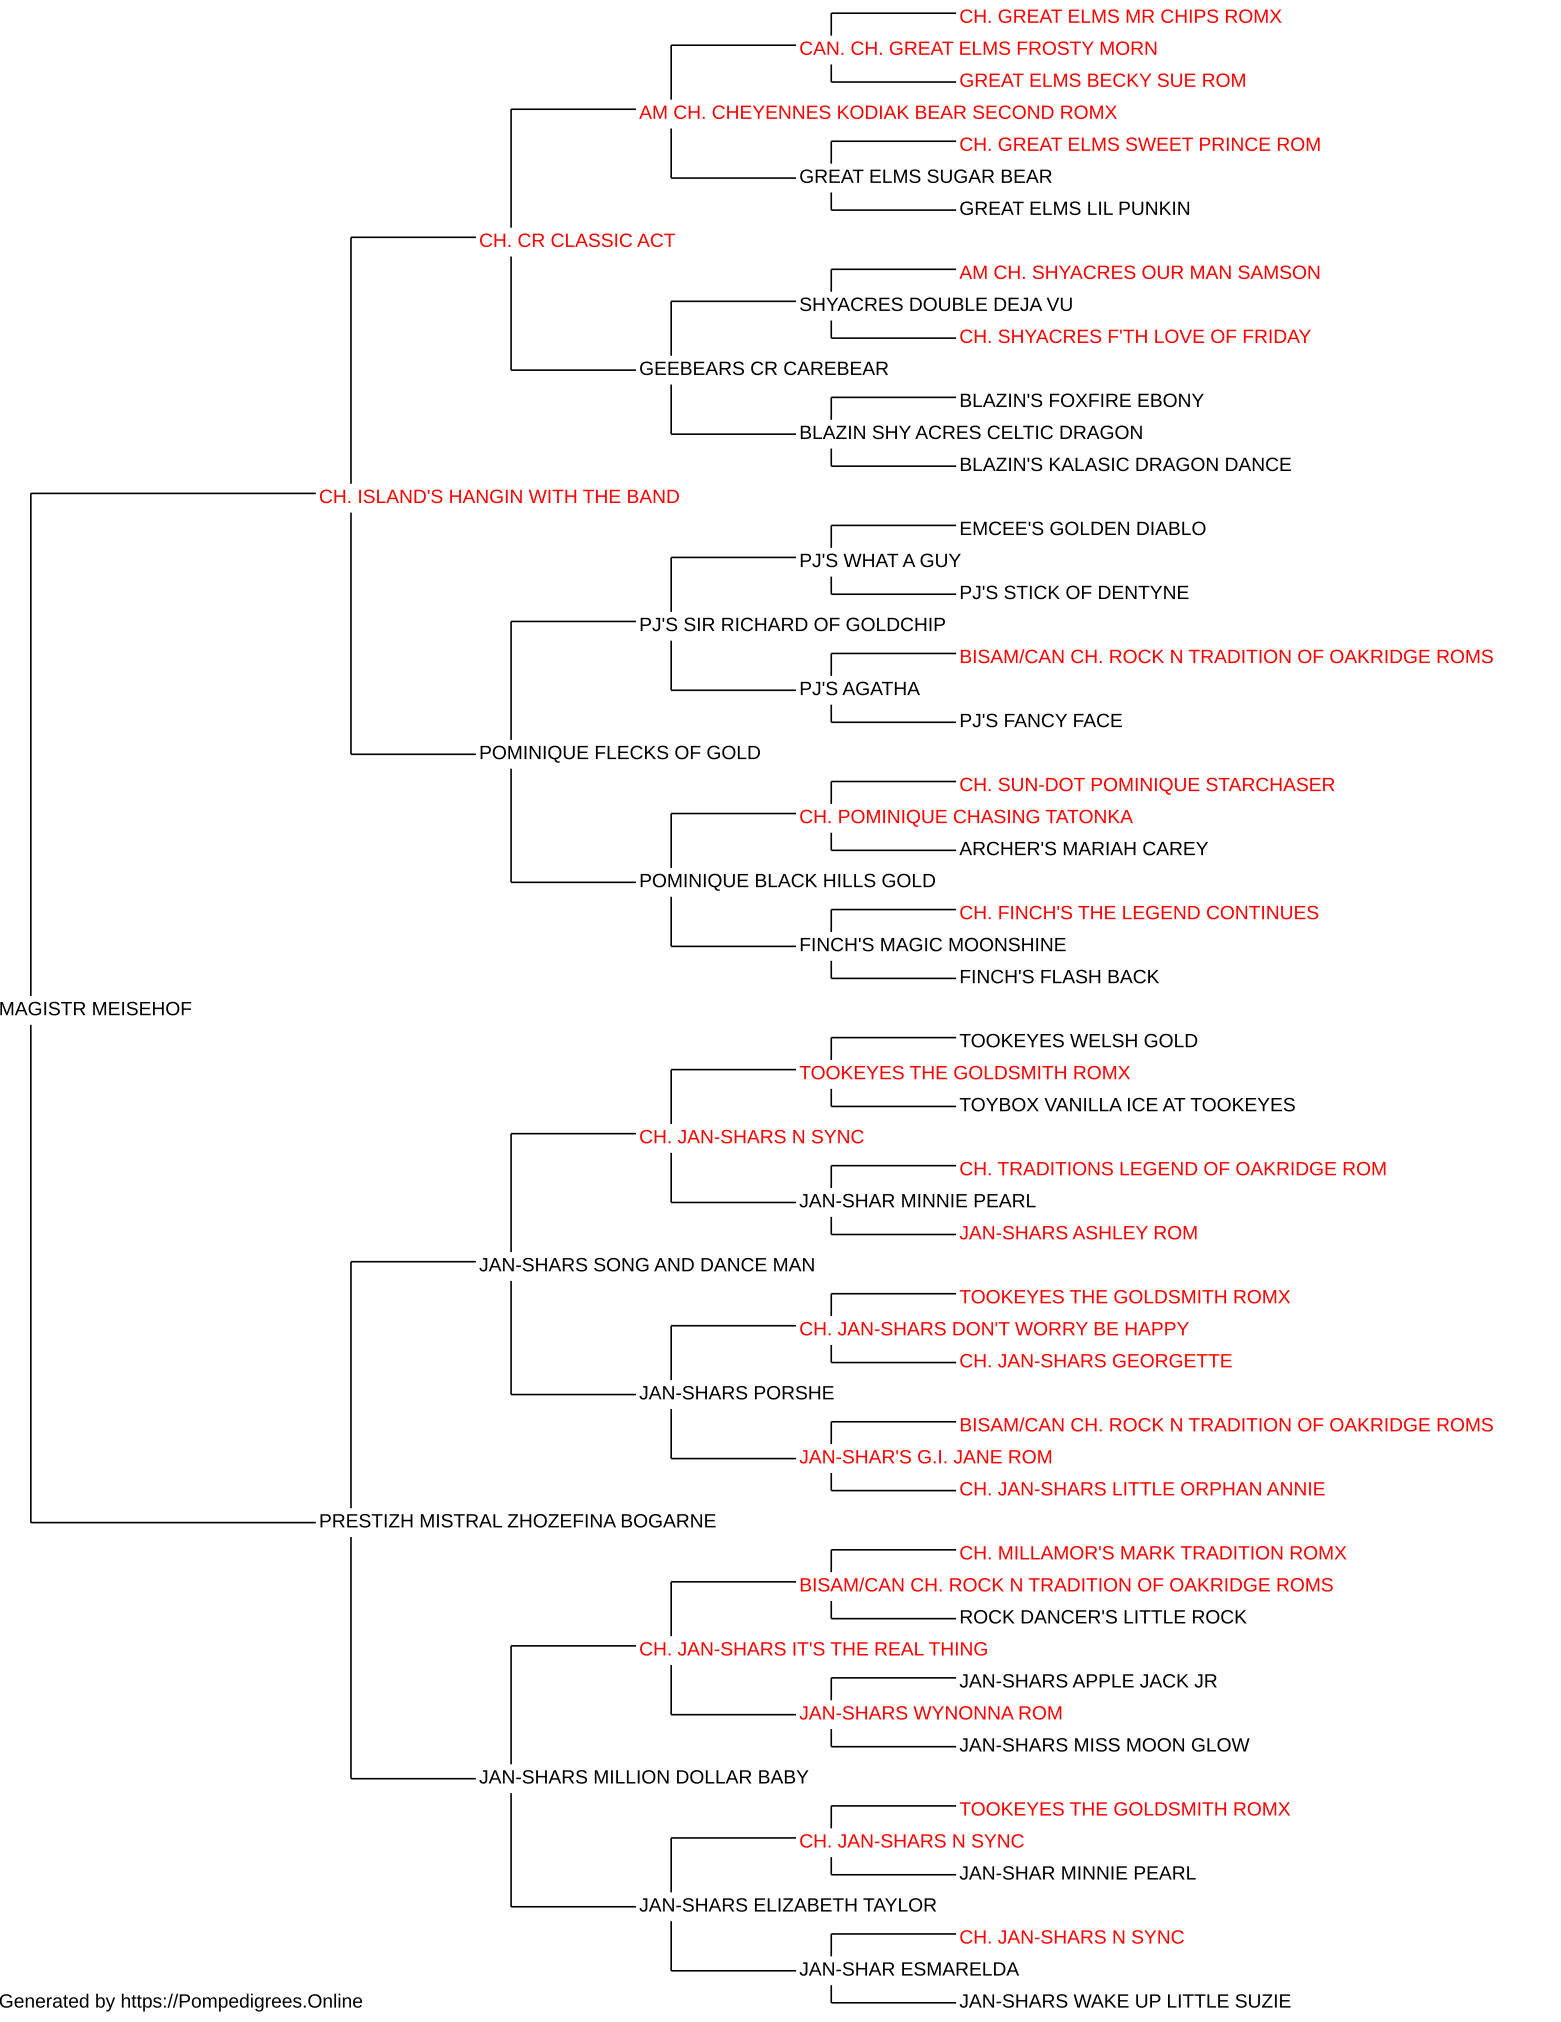 CH. GREAT ELMS MR CHIPS ROMX
CAN. CH. GREAT ELMS FROSTY MORN
GREAT ELMS BECKY SUE ROM
AM CH. CHEYENNES KODIAK BEAR SECOND ROMX
CH. GREAT ELMS SWEET PRINCE ROM
GREAT ELMS SUGAR BEAR
GREAT ELMS LIL PUNKIN
CH. CR CLASSIC ACT
AM CH. SHYACRES OUR MAN SAMSON
SHYACRES DOUBLE DEJA VU
CH. SHYACRES F'TH LOVE OF FRIDAY
GEEBEARS CR CAREBEAR
BLAZIN'S FOXFIRE EBONY
BLAZIN SHY ACRES CELTIC DRAGON
BLAZIN'S KALASIC DRAGON DANCE
CH. ISLAND'S HANGIN WITH THE BAND
EMCEE'S GOLDEN DIABLO
PJ'S WHAT A GUY
PJ'S STICK OF DENTYNE
PJ'S SIR RICHARD OF GOLDCHIP
BISAM/CAN CH. ROCK N TRADITION OF OAKRIDGE ROMS
PJ'S AGATHA
PJ'S FANCY FACE
POMINIQUE FLECKS OF GOLD
CH. SUN-DOT POMINIQUE STARCHASER
CH. POMINIQUE CHASING TATONKA
ARCHER'S MARIAH CAREY
POMINIQUE BLACK HILLS GOLD
CH. FINCH'S THE LEGEND CONTINUES
FINCH'S MAGIC MOONSHINE
FINCH'S FLASH BACK
MAGISTR MEISEHOF
TOOKEYES WELSH GOLD
TOOKEYES THE GOLDSMITH ROMX
TOYBOX VANILLA ICE AT TOOKEYES
CH. JAN-SHARS N SYNC
CH. TRADITIONS LEGEND OF OAKRIDGE ROM
JAN-SHAR MINNIE PEARL
JAN-SHARS ASHLEY ROM
JAN-SHARS SONG AND DANCE MAN
TOOKEYES THE GOLDSMITH ROMX
CH. JAN-SHARS DON'T WORRY BE HAPPY
CH. JAN-SHARS GEORGETTE
JAN-SHARS PORSHE
BISAM/CAN CH. ROCK N TRADITION OF OAKRIDGE ROMS
JAN-SHAR'S G.I. JANE ROM
CH. JAN-SHARS LITTLE ORPHAN ANNIE
PRESTIZH MISTRAL ZHOZEFINA BOGARNE
CH. MILLAMOR'S MARK TRADITION ROMX
BISAM/CAN CH. ROCK N TRADITION OF OAKRIDGE ROMS
ROCK DANCER'S LITTLE ROCK
CH. JAN-SHARS IT'S THE REAL THING
JAN-SHARS APPLE JACK JR
JAN-SHARS WYNONNA ROM
JAN-SHARS MISS MOON GLOW
JAN-SHARS MILLION DOLLAR BABY
TOOKEYES THE GOLDSMITH ROMX
CH. JAN-SHARS N SYNC
JAN-SHAR MINNIE PEARL
JAN-SHARS ELIZABETH TAYLOR
CH. JAN-SHARS N SYNC
JAN-SHAR ESMARELDA
JAN-SHARS WAKE UP LITTLE SUZIE
Generated by https://Pompedigrees.Online